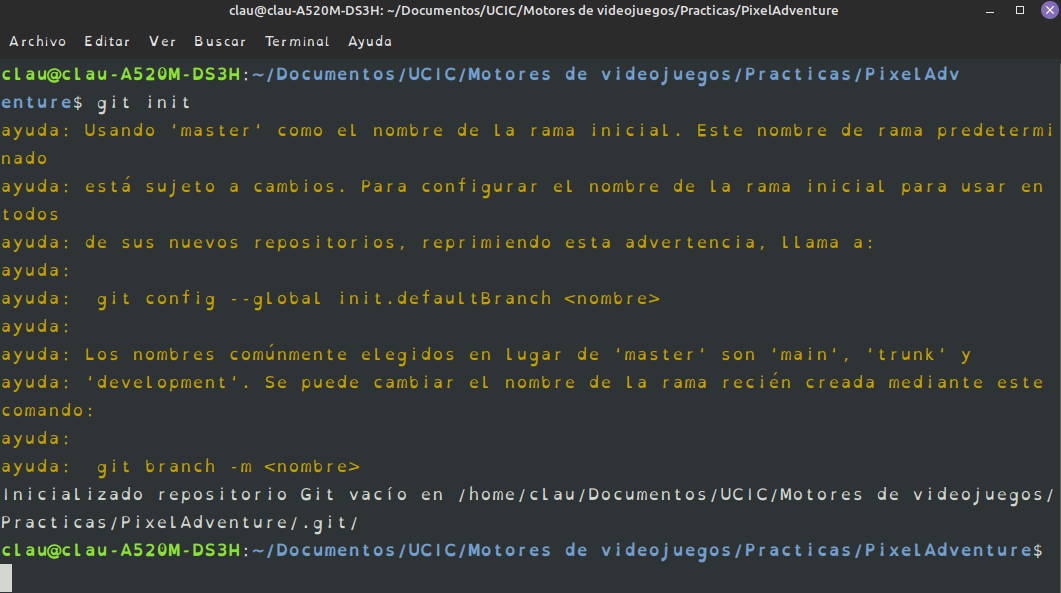 clau@clau-A520M-DS3H: ~/Documentos/UCIC/Motores de videojuegos/Practicas/PixelAdventure
Archivo Editar Ver Buscar Terminal Ayuda
clau@clau-A520M-DS3H:~/Documentos/UCIC/Motores de videojuegos/Practicas/PixelAdv
enture$ git init
ayuda: Usando 'master' como el nombre de la rama inicial. Este nombre de rama predetermi
nado
ayuda: está sujeto a cambios. Para configurar el nombre de la rama inicial para usar en
todos
ayuda: de sus nuevos repositorios, reprimiendo esta advertencia, llama a:
ayuda:
ayuda:  git config --global init.defaultBranch <nombre>
ayuda:
ayuda: Los nombres comúnmente elegidos en lugar de 'master' son 'main', 'trunk' y
ayuda: 'development'. Se puede cambiar el nombre de la rama recién creada mediante este
comando:
ayuda:
ayuda:  git branch -m <nombre>
Inicializado repositorio Git vacío en /home/clau/Documentos/UCIC/Motores de videojuegos/
Practicas/PixelAdventure/.git/
clau@clau-A520M-DS3H:~/Documentos/UCIC/Motores de videojuegos/Practicas/PixelAdventure$